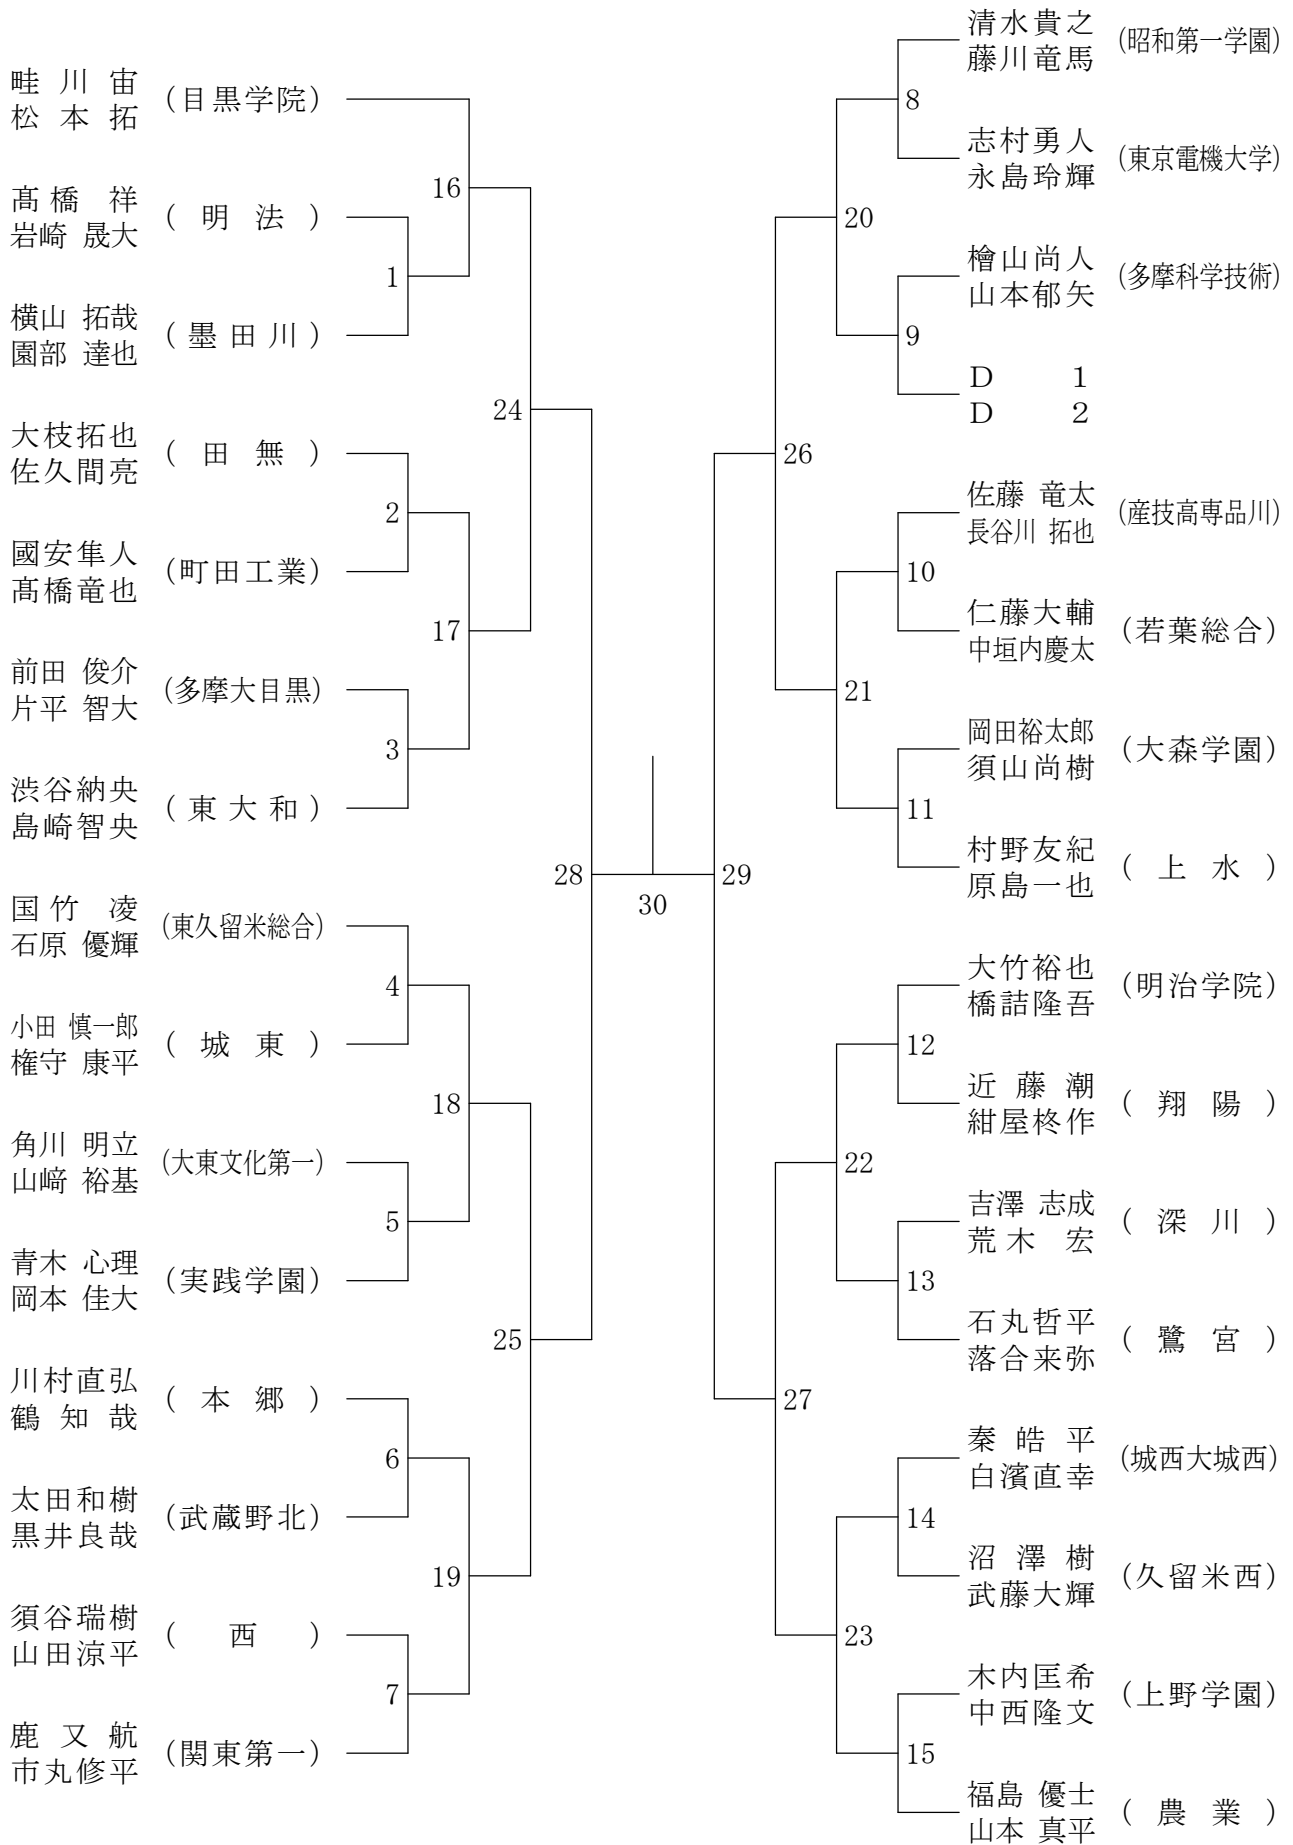 畦川宙
松本拓
(目黒学院)
髙橋 祥
岩崎 晟大
(明法)
横山 拓哉
園部 達也
(墨田川)
大枝拓也
佐久間亮
(田無)
國安隼人
髙橋竜也
(町田工業)
前田 俊介
片平 智大
(多摩大目黒)
渋谷納央
島崎智央
(東大和)
国竹 凌
石原 優輝
(東久留米総合)
小田 慎一郎
権守 康平
(城東)
角川 明立
山﨑 裕基
(大東文化第一)
青木 心理
岡本 佳大
(実践学園)
川村直弘
鶴知哉
(本郷)
太田和樹
黒井良哉
(武蔵野北)
須谷瑞樹
山田涼平
(西)
鹿又航
市丸修平
(関東第一)
1
2
3
4
5
6
7
16
17
18
19
24
25
28
30
29
26
27
20
21
22
23
8
9
10
11
12
13
14
15
清水貴之
藤川竜馬
(昭和第一学園)
志村勇人
永島玲輝
(東京電機大学)
檜山尚人
山本郁矢
(多摩科学技術)
D 1
D 2
佐藤 竜太
長谷川 拓也
(産技高専品川)
仁藤大輔
中垣内慶太
(若葉総合)
岡田裕太郎
須山尚樹
(大森学園)
村野友紀
原島一也
(上水)
大竹裕也
橋詰隆吾
(明治学院)
近藤潮
紺屋柊作
(翔陽)
吉澤 志成
荒木 宏
(深川)
石丸哲平
落合来弥
(鷺宮)
秦皓平
白濱直幸
(城西大城西)
沼澤樹
武藤大輝
(久留米西)
木内匡希
中西隆文
(上野学園)
福島 優士
山本 真平
(農業)